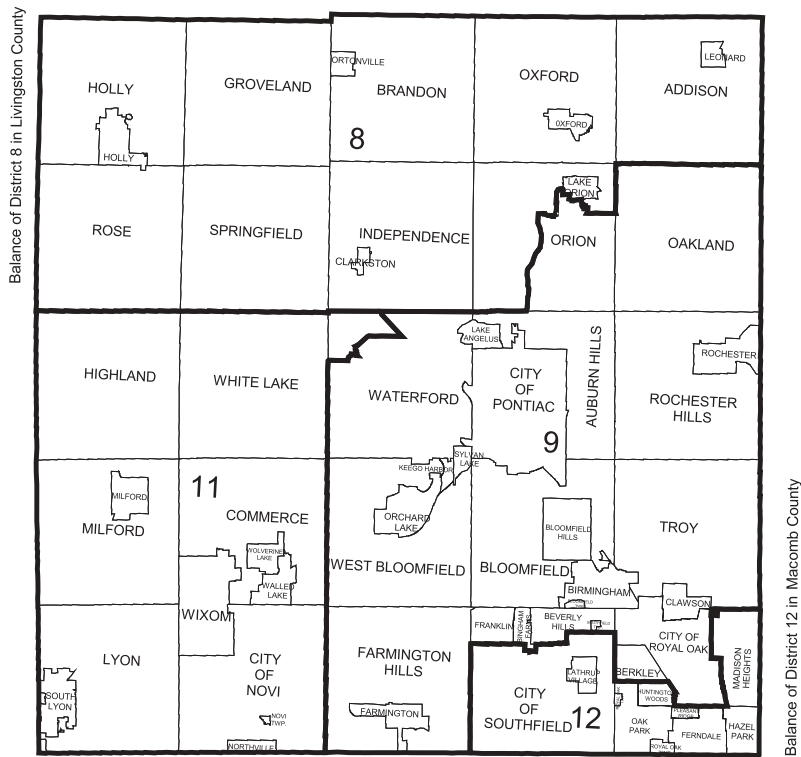 Balance of District 8 in Livingston County
HOLLY
GROVELAND
ORTONVILLE
BRANDON
OXFORD
LEONARD
ADDISON
OXFORD
8
HOLLY
LAKE
ORION
ROSE
SPRINGFIELD
INDEPENDENCE
CLARKSTON
ORION
OAKLAND
LAKE
ANGELUS
HIGHLAND
WHITE LAKE
WATERFORD
CITY
OF
PONTIAC
AUBURN HILLS
ROCHESTER
ROCHESTER
HILLS
9
SYLVAN
LAKE
KEEGO HARBOR
11
MILFORD
MILFORD
COMMERCE
ORCHARD
LAKE
BLOOMFIELD
HILLS
TROY
WOLVERINE
LAKE
WALLED
LAKE
WEST BLOOMFIELD
BLOOMFIELD
BIRMINGHAM
CLAWSON
WIXOM
FRANKLIN
BINGHAM
FARMS
BEVERLY
HILLS
CITY OF
ROYAL OAK
MADISON
HEIGHTS
LYON
CITY
OF
NOVI
FARMINGTON
HILLS
BERKLEY
LATHRUP
VILLAGE
SOUTH
LYON
CITY
OF
SOUTHFIELD
12
HUNTINGTON
WOODS
PLEASANT
RIDGE
NOVI
TWP.
FARMINGTON
OAK
PARK
FERNDALE
HAZEL
PARK
NORTHVILLE
ROYAL OAK
Balance of District 12 in Macomb County